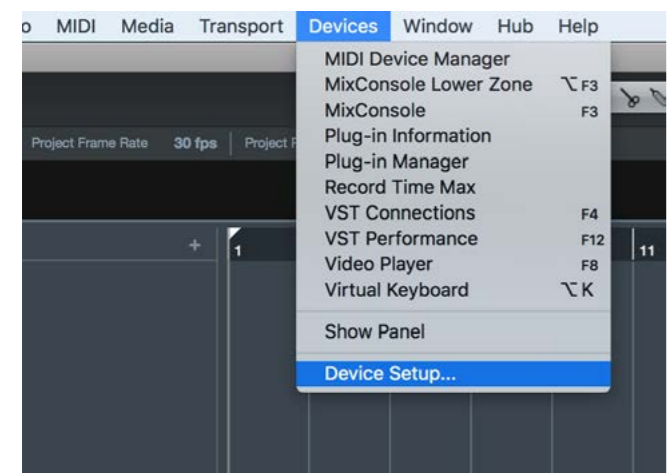 MIDI Media Transport Devices Window Hub Help
MIDI Device Manager
MixConsole Lower Zone ⌥ F3
MixConsole F3
Project Frame Rate 30 fps Project
Plug-in Information
Plug-in Manager
Record Time Max
VST Connections F4
VST Performance F12
1 11
Video Player F8
Virtual Keyboard ⌥ K
Show Panel
Device Setup...